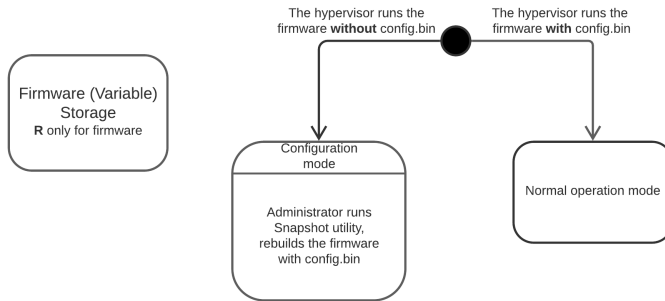 The hypervisor runs the
firmware without config.bin
The hypervisor runs the
firmware with config.bin
Firmware (Variable)
Storage
R only for firmware
Configuration
mode
Administrator runs
Snapshot utility,
rebuilds the firmware
with config.bin
Normal operation mode